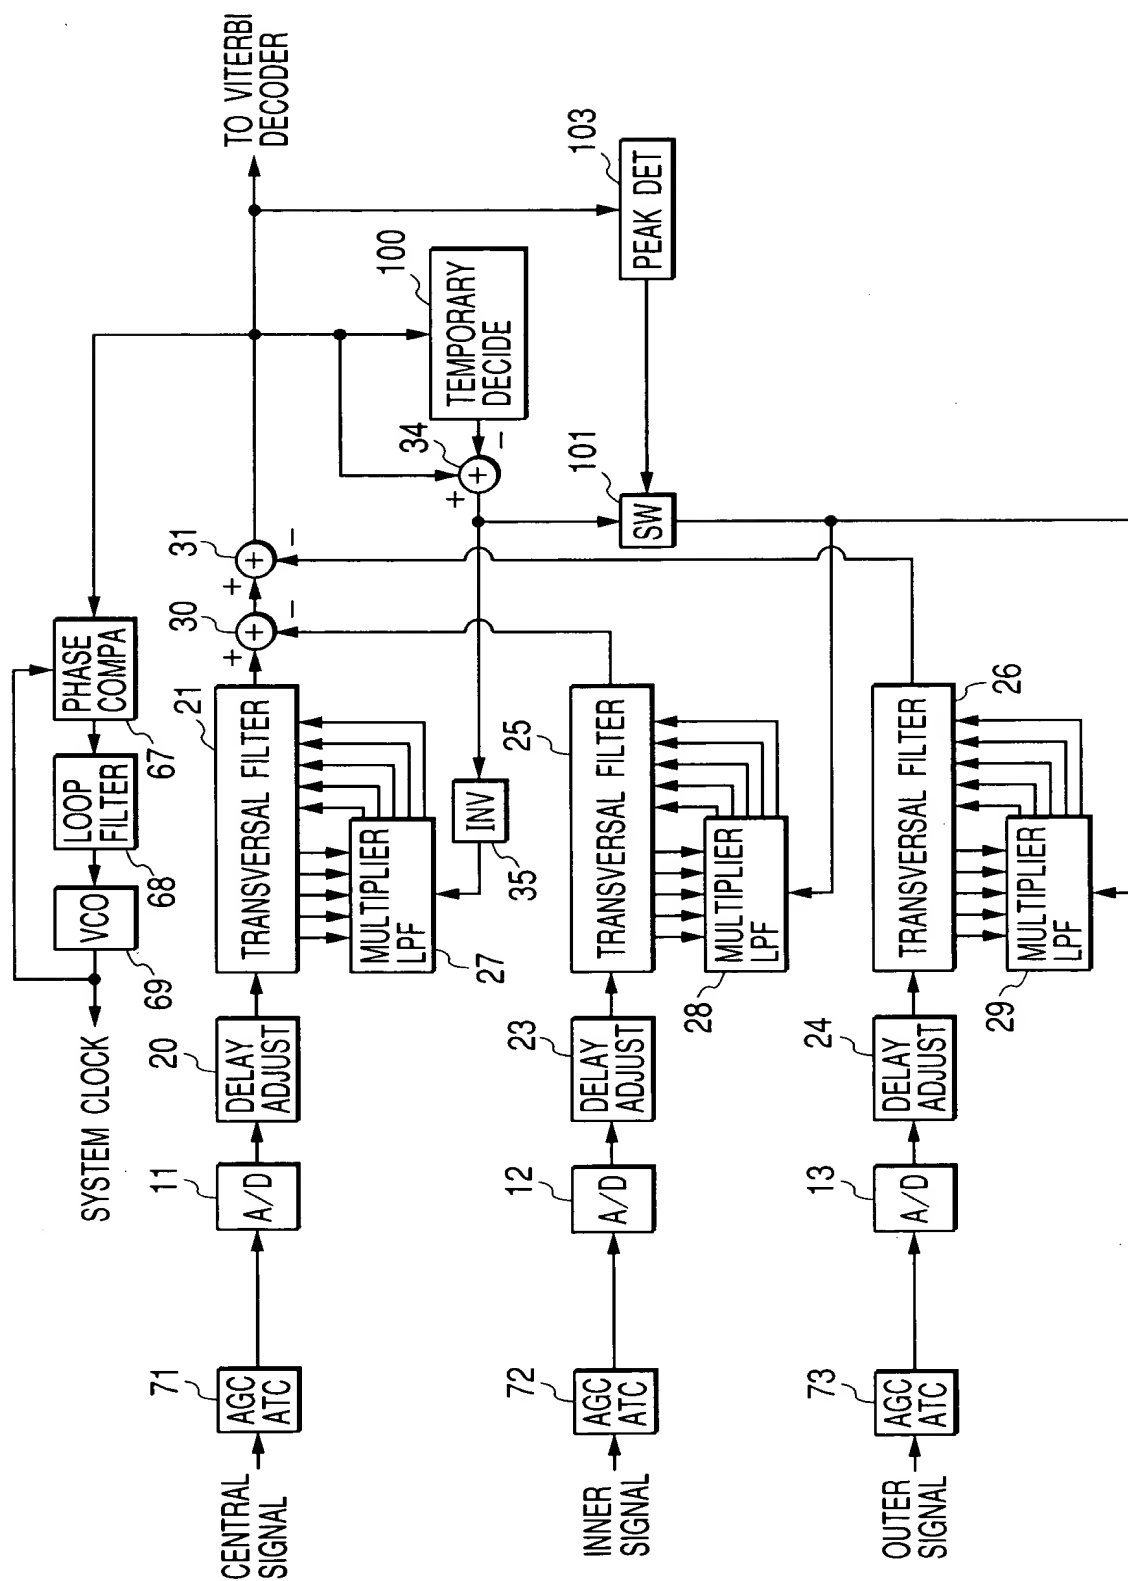 SYSTEM CLOCK
VCO
69
LOOP
FILTER
68
PHASE
COMPA
67
CENTRAL
SIGNAL
AGC
ATC
71
A/D
11
DELAY
ADJUST
20
TRANSVERSAL FILTER
21
MULTIPLIER
LPF
27
+
+
−
30
+
+
−
31
TO VITERBI
DECODER
INV
35
+
+
−
34
TEMPORARY
DECIDE
100
SW
101
PEAK DET
103
INNER
SIGNAL
AGC
ATC
72
A/D
12
DELAY
ADJUST
23
TRANSVERSAL FILTER
25
MULTIPLIER
LPF
28
OUTER
SIGNAL
AGC
ATC
73
A/D
13
DELAY
ADJUST
24
TRANSVERSAL FILTER
26
MULTIPLIER
LPF
29